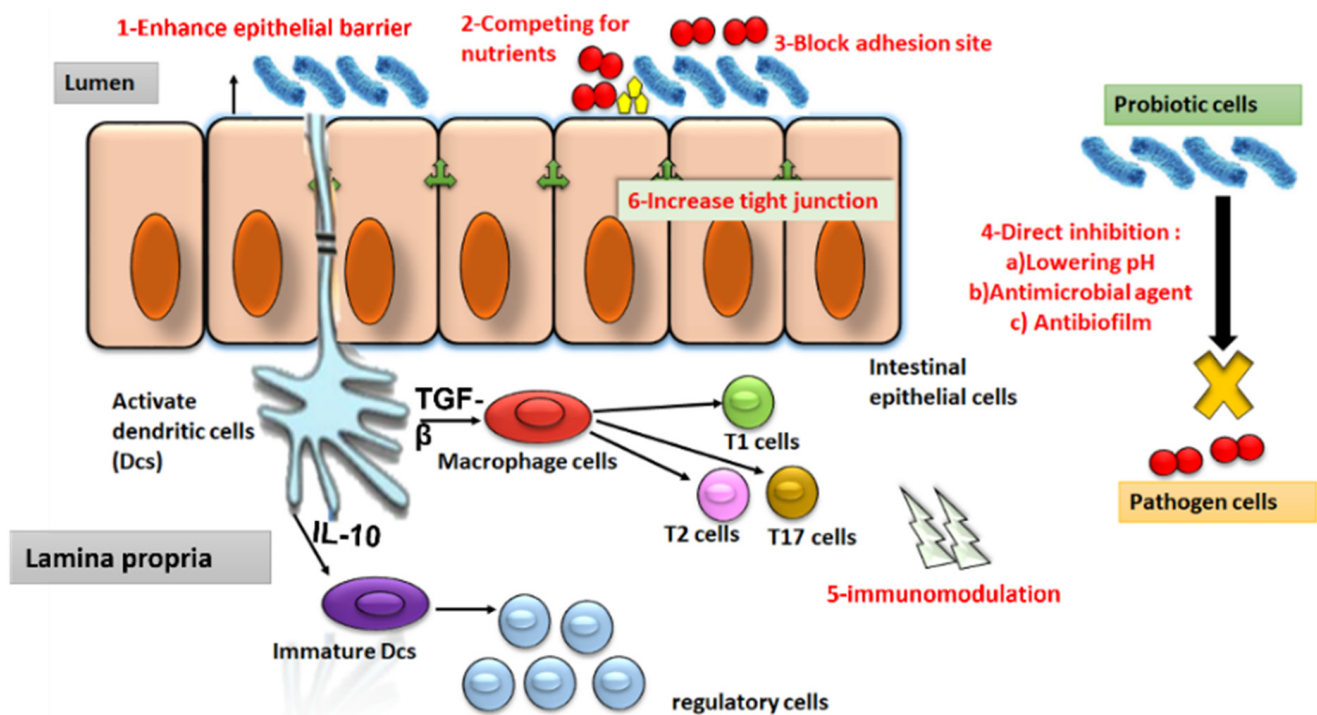 1-Enhance epithelial barrier
2-Competing for
nutrients
3-Block adhesion site
Lumen
Probiotic cells
6-Increase tight junction
4-Direct inhibition :
a)Lowering pH
b)Antimicrobial agent
c) Antibiofilm
Intestinal
epithelial cells
Activate
dendritic cells
(Dcs)
TGF-
β
Macrophage cells
T1 cells
T2 cells
T17 cells
Pathogen cells
IL-10
Lamina propria
5-immunomodulation
Immature Dcs
regulatory cells